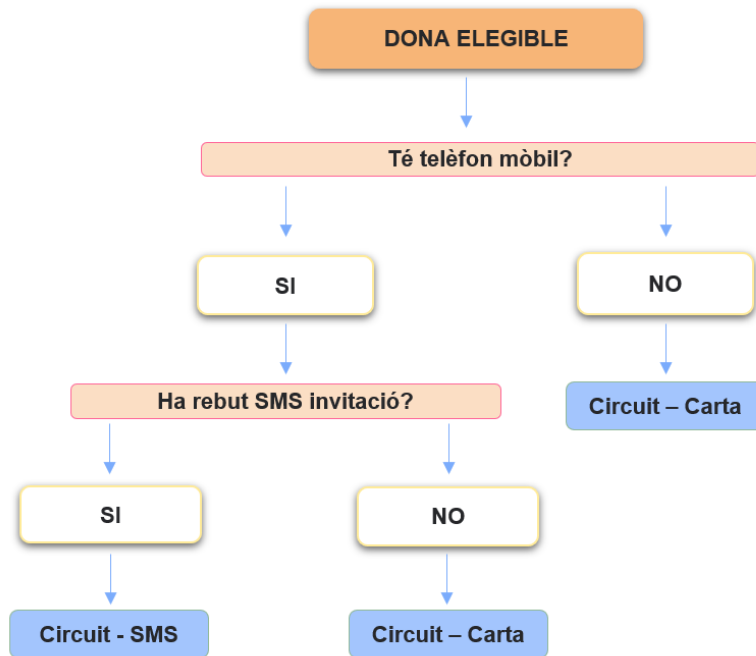 DONA ELEGIBLE
Té telèfon mòbil?
SI
NO
Ha rebut SMS invitació?
Circuit – Carta
SI
NO
Circuit - SMS
Circuit – Carta